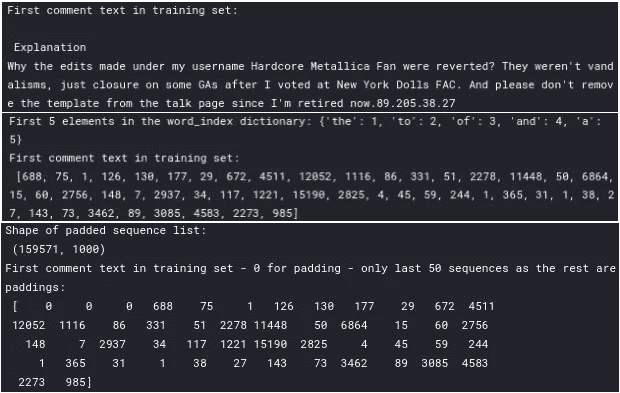 First comment text in training set:
Explanation
Why the edits made under my username Hardcore Metallica Fan were reverted? They weren't vand
alisms, just closure on some GAs after I voted at New York Dolls FAC. And please don't remov
e the template from the talk page since I'm retired now.89.205.38.27
First 5 elements in the word_index dictionary: {'the': 1, 'to': 2, 'of': 3, 'and': 4, 'a':
5}
First comment text in training set:
[688, 75, 1, 126, 130, 177, 29, 672, 4511, 12052, 1116, 86, 331, 51, 2278, 11448, 50, 6864,
15, 60, 2756, 148, 7, 2937, 34, 117, 1221, 15190, 2825, 4, 45, 59, 244, 1, 365, 31, 1, 38, 2
7, 143, 73, 3462, 89, 3085, 4583, 2273, 985]
Shape of padded sequence list:
(159571, 1000)
First comment text in training set - 0 for padding - only last 50 sequences as the rest are
paddings:
[ 0 0 0 688 75 1 126 130 177 29 672 4511
12052 1116 86 331 51 2278 11448 50 6864 15 60 2756
148 7 2937 34 117 1221 15190 2825 4 45 59 244
1 365 31 1 38 27 143 73 3462 89 3085 4583
2273 985]